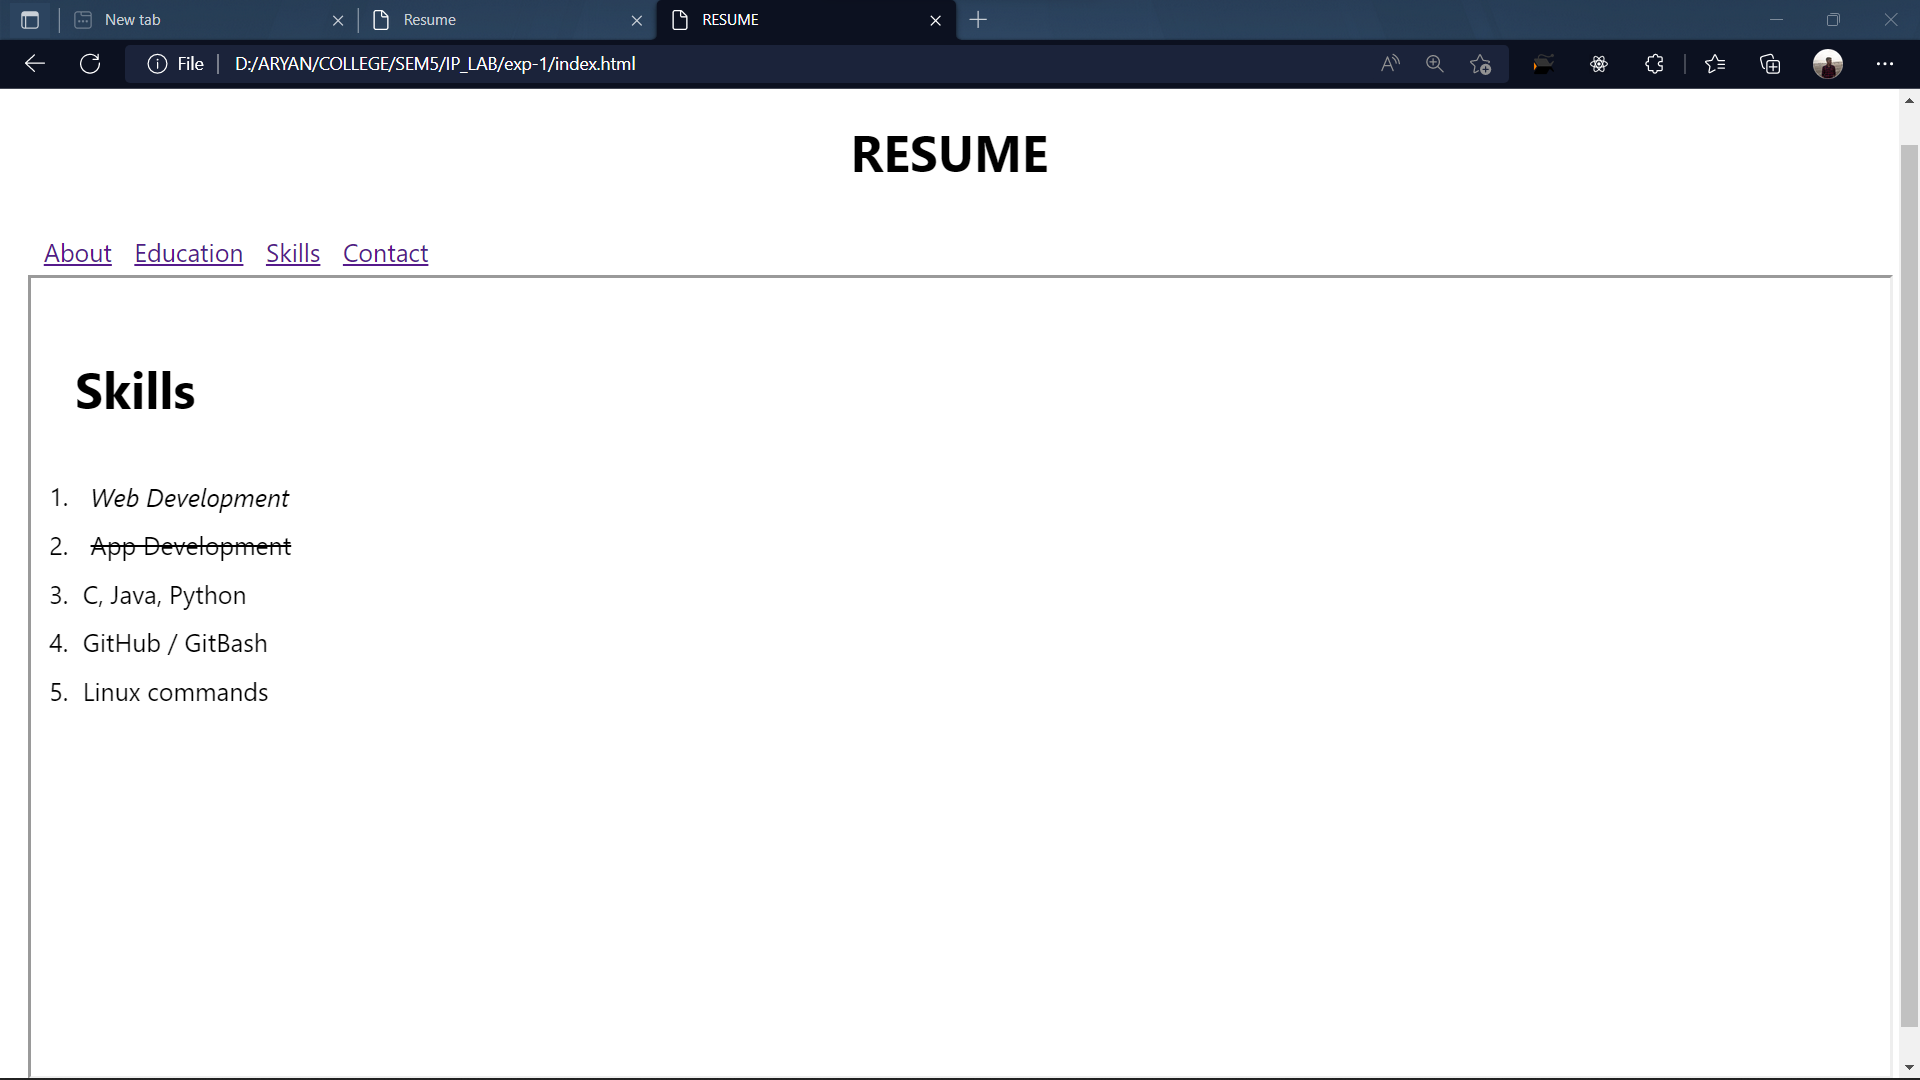 New tab
Resume
RESUME
File
D:/ARYAN/COLLEGE/SEM5/IP_LAB/exp-1/index.html
RESUME
About Education Skills Contact
Skills
1. Web Development
2. App Development
3. C, Java, Python
4. GitHub / GitBash
5. Linux commands